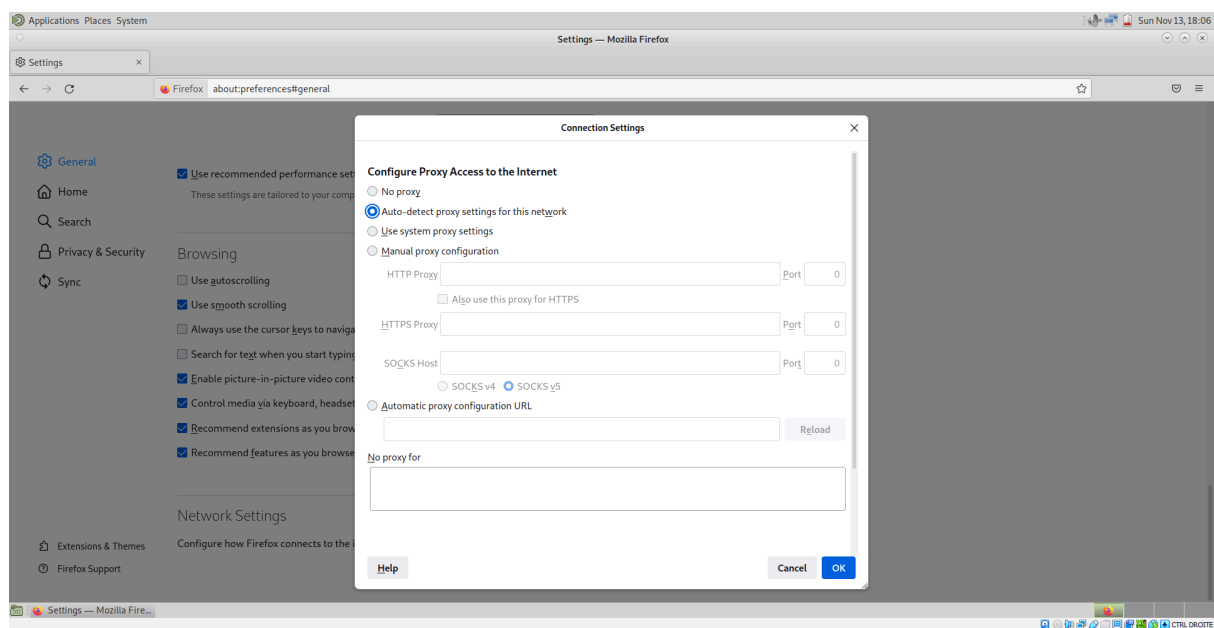 Applications Places System
Sun Nov 13, 18:06
Settings — Mozilla Firefox
Settings
Firefox about:preferences#general
General
Home
Search
Privacy & Security
Sync
Extensions & Themes
Firefox Support
Use recommended performance set
These settings are tailored to your comp
Browsing
Use autoscrolling
Use smooth scrolling
Always use the cursor keys to naviga
Search for text when you start typing
Enable picture-in-picture video cont
Control media via keyboard, headset
Recommend extensions as you brow
Recommend features as you browse
Network Settings
Configure how Firefox connects to the i
Connection Settings
Configure Proxy Access to the Internet
No proxy
Auto-detect proxy settings for this network
Use system proxy settings
Manual proxy configuration
HTTP Proxy Port 0
Also use this proxy for HTTPS
HTTPS Proxy Port 0
SOCKS Host Port 0
SOCKS v4 SOCKS v5
Automatic proxy configuration URL
Reload
No proxy for
Help Cancel OK
Settings — Mozilla Fire...
CTRL DROITE